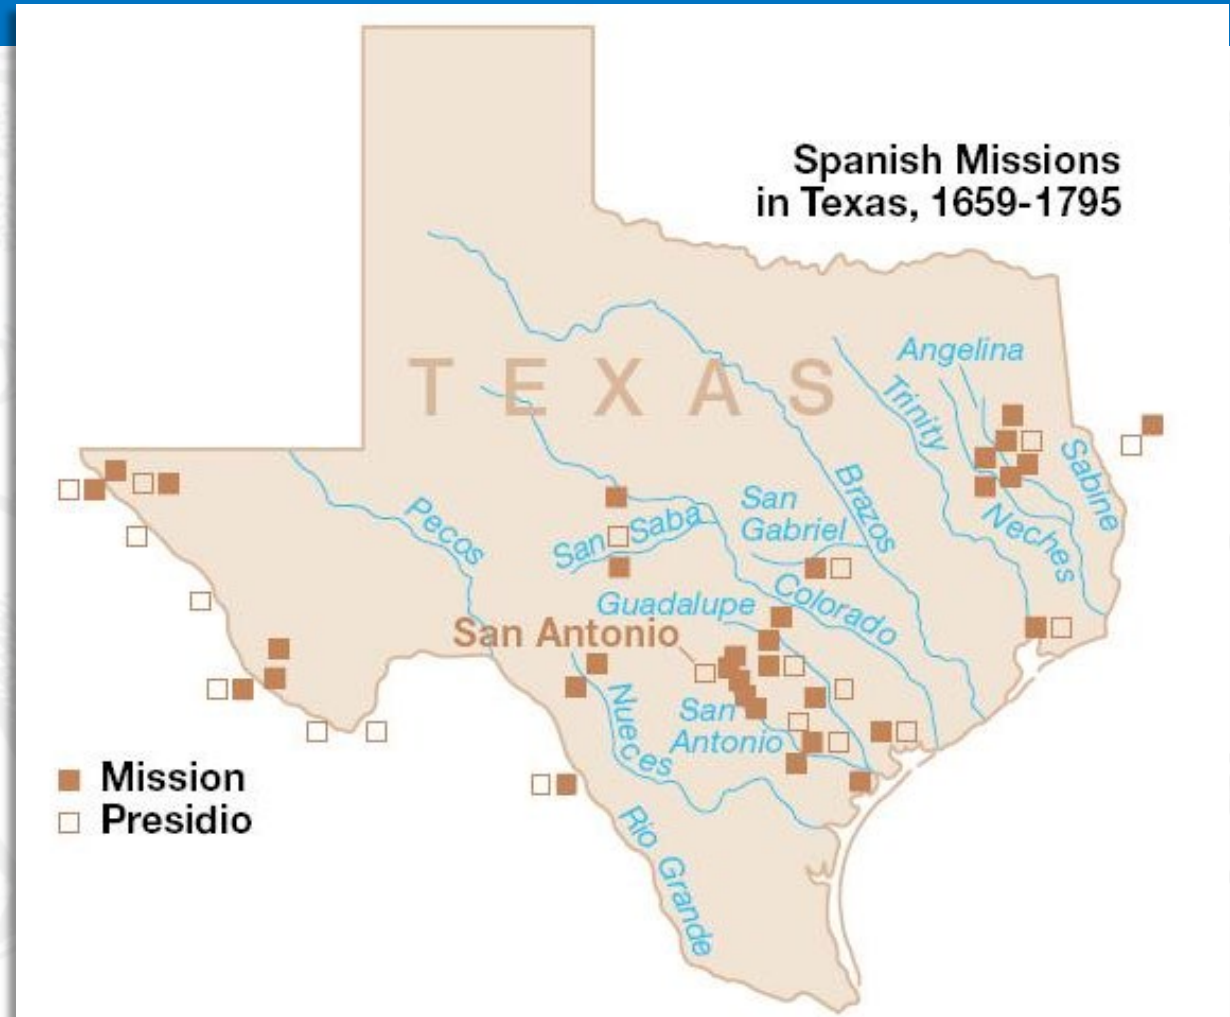 Spanish Missions
in Texas, 1659-1795
TEXAS
Angelina
Trinity
Sabine
Brazos
San
Gabriel
Pecos
San Saba
Neches
Colorado
Guadalupe
San Antonio
Nueces
San
Antonio
Rio Grande
Mission
Presidio